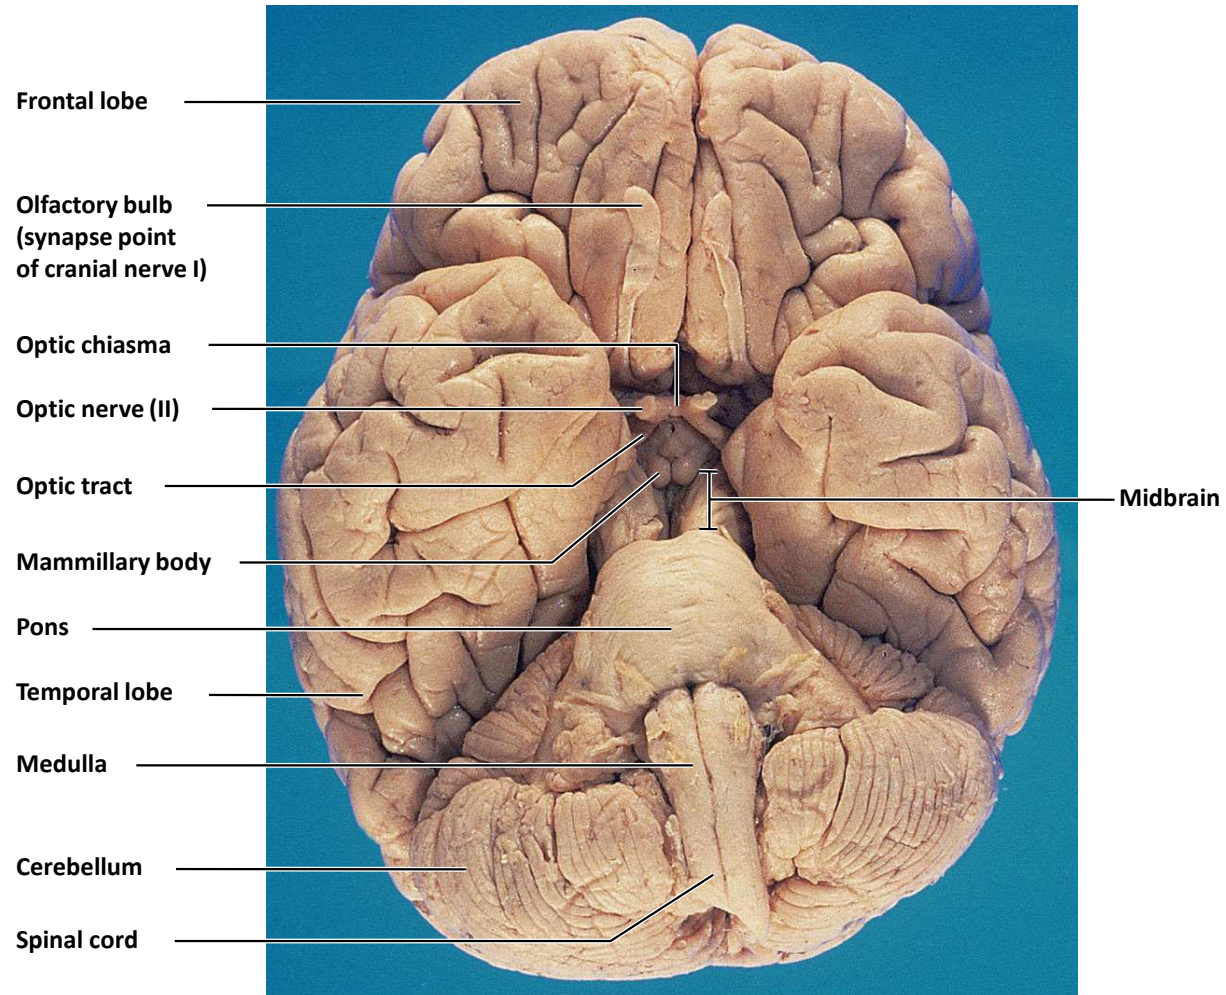 Frontal lobe
Olfactory bulb
(synapse point
of cranial nerve I)
Optic chiasma
Optic nerve (II)
Optic tract
Midbrain
Mammillary body
Pons
Temporal lobe
Medulla
Cerebellum
Spinal cord